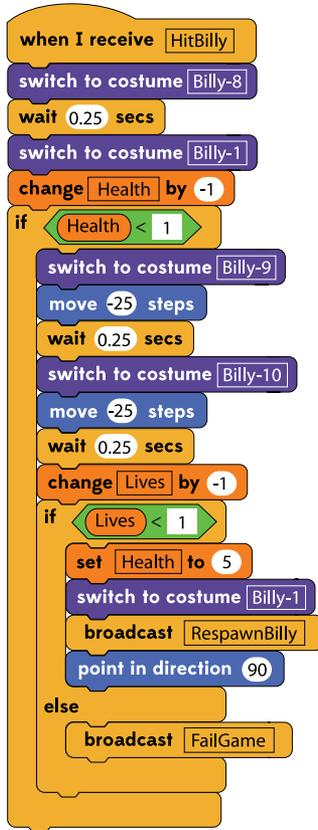 when I receive HitBilly
switch to costume Billy-8
wait 0.25 secs
switch to costume Billy-1
change Health by -1
if Health < 1
switch to costume Billy-9
move -25 steps
wait 0.25 secs
switch to costume Billy-10
move -25 steps
wait 0.25 secs
change Lives by -1
if Lives < 1
set Health to 5
switch to costume Billy-1
broadcast RespawnBilly
point in direction 90
else
broadcast FailGame